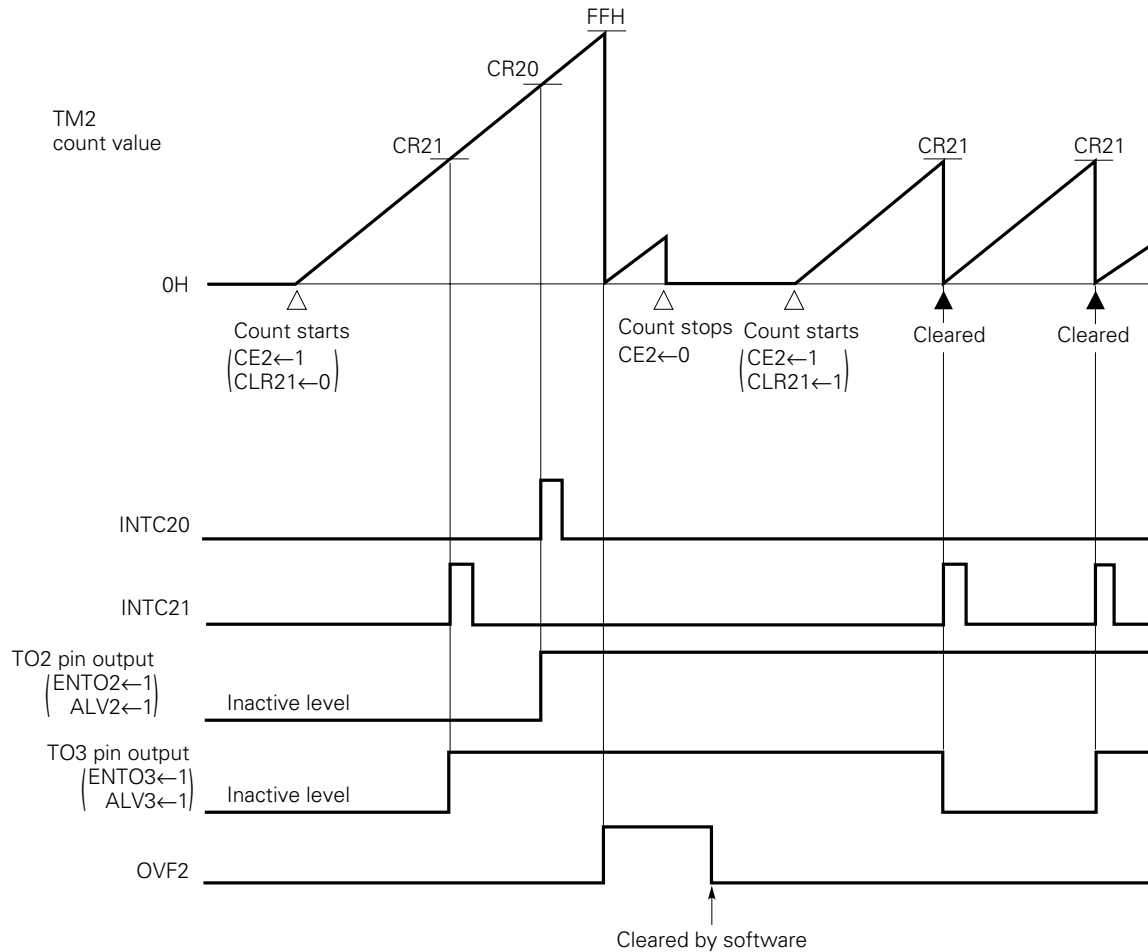 FFH
CR20
TM2
count value
CR21
CR21
CR21
0H
Count starts
(CE2←1
CLR21←0)
Count stops
CE2←0
Count starts
(CE2←1
CLR21←1)
Cleared
Cleared
INTC20
INTC21
TO2 pin output
(ENTO2←1
ALV2←1)
Inactive level
TO3 pin output
(ENTO3←1
ALV3←1)
Inactive level
OVF2
Cleared by software